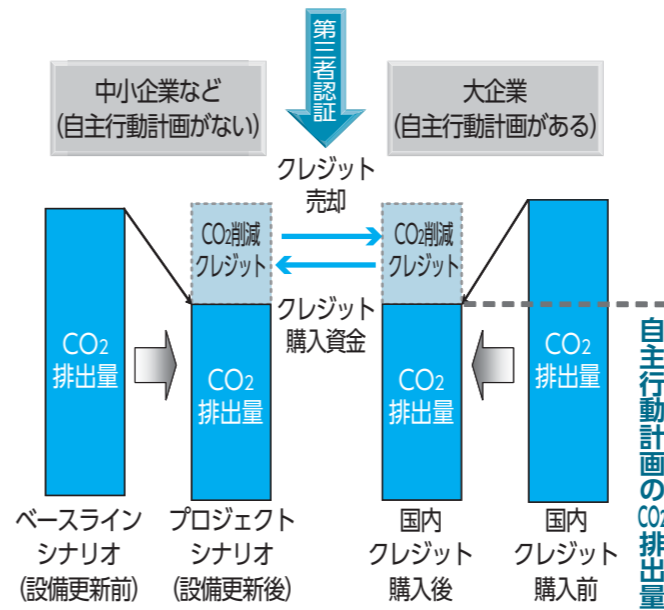 第三者認証
中小企業など
(自主行動計画がない)
大企業
(自主行動計画がある)
クレジット
売却
CO2削減
クレジット
CO2削減
クレジット
クレジット
購入資金
CO2
排出量
CO2
排出量
CO2
排出量
CO2
排出量
自主行動計画のCO2排出量
ベースライン
シナリオ
(設備更新前)
プロジェクト
シナリオ
(設備更新後)
国内
クレジット
購入後
国内
クレジット
購入前